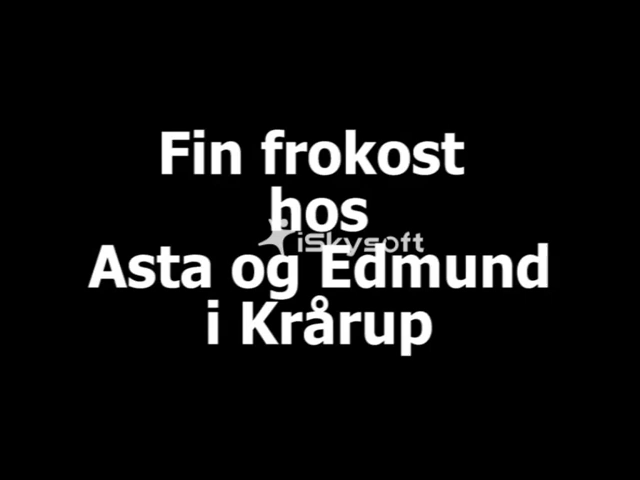 Fin frokost
hos
iSkysoft
Asta og Edmund
i Krårup